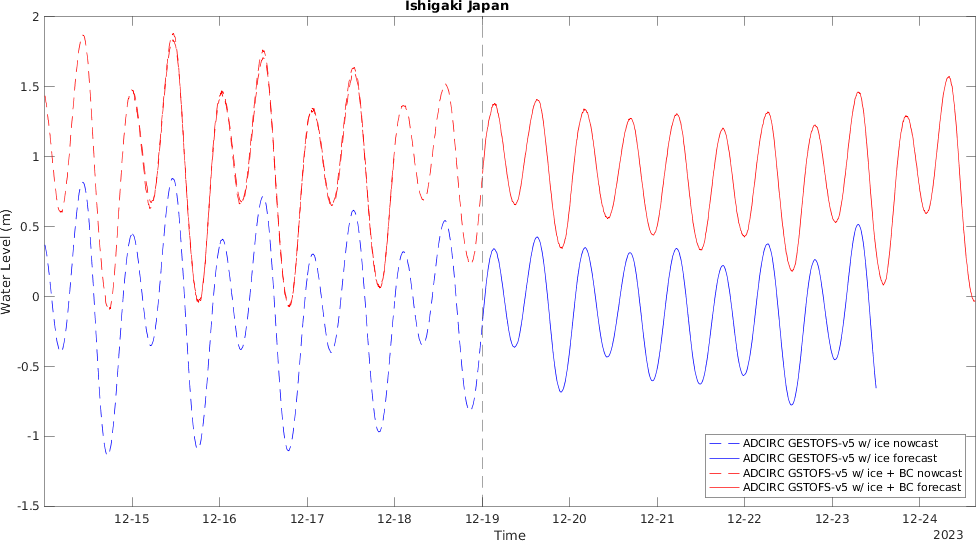 Ishigaki Japan
2
1.5
1
0.5
0
-0.5
-1
-1.5
Water Level (m)
12-15
12-16
12-17
12-18
12-19
12-20
12-21
12-22
12-23
12-24
Time
2023
ADCIRC GESTOFS-v5 w/ ice nowcast
ADCIRC GESTOFS-v5 w/ ice forecast
ADCIRC GSTOFS-v5 w/ ice + BC nowcast
ADCIRC GSTOFS-v5 w/ ice + BC forecast